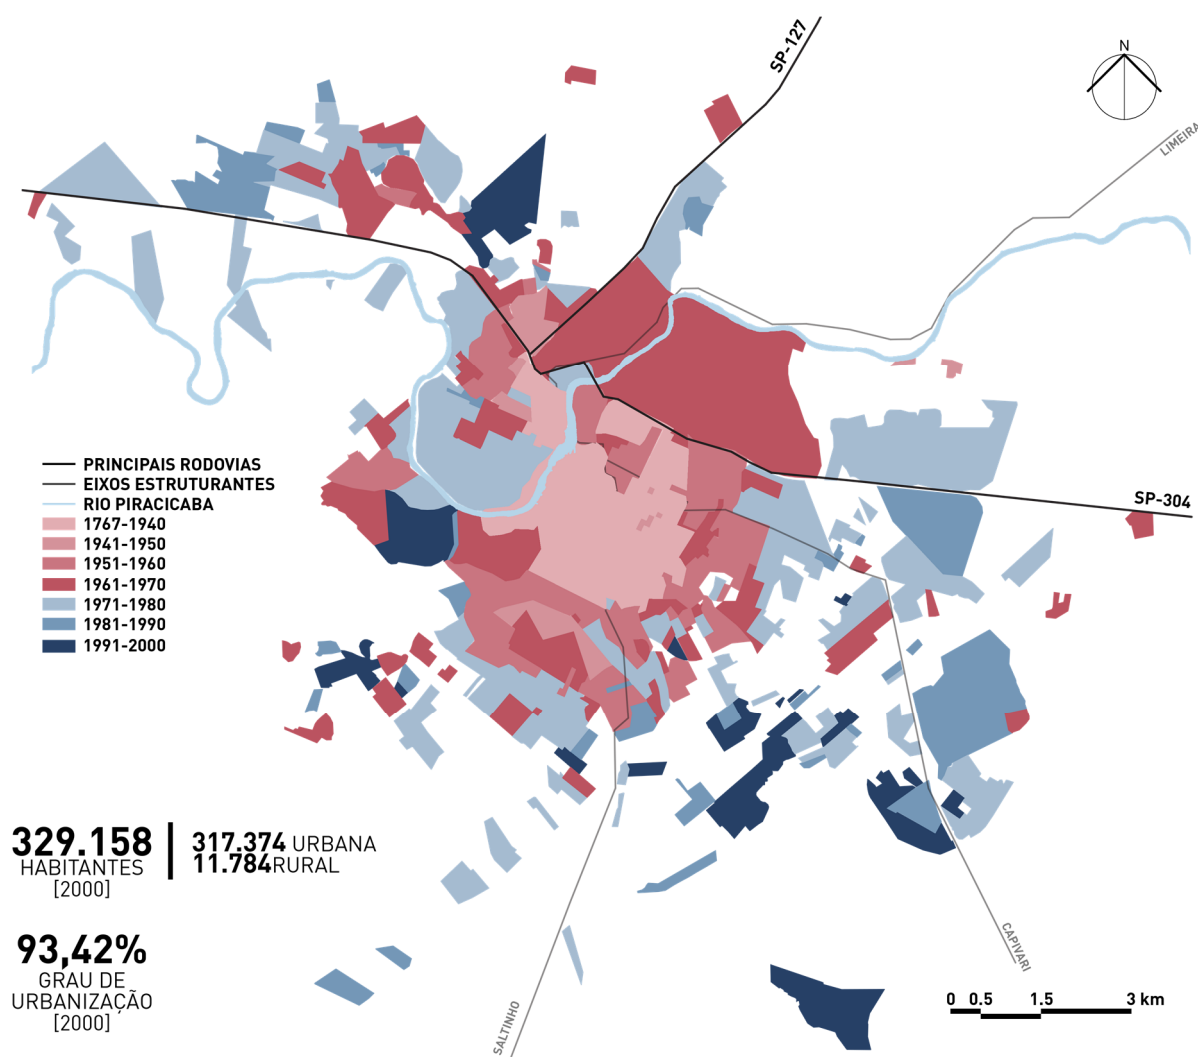 SP-127
N
LIMEIRA
PRINCIPAIS RODOVIAS
EIXOS ESTRUTURANTES
RIO PIRACICABA
1767-1940
1941-1950
1951-1960
1961-1970
1971-1980
1981-1990
1991-2000
SP-304
329.158
HABITANTES
[2000]
317.374 URBANA
11.784RURAL
93,42%
GRAU DE
URBANIZAÇÃO
[2000]
SALTINHO
CAPIVARI
0 0.5 1.5 3 km